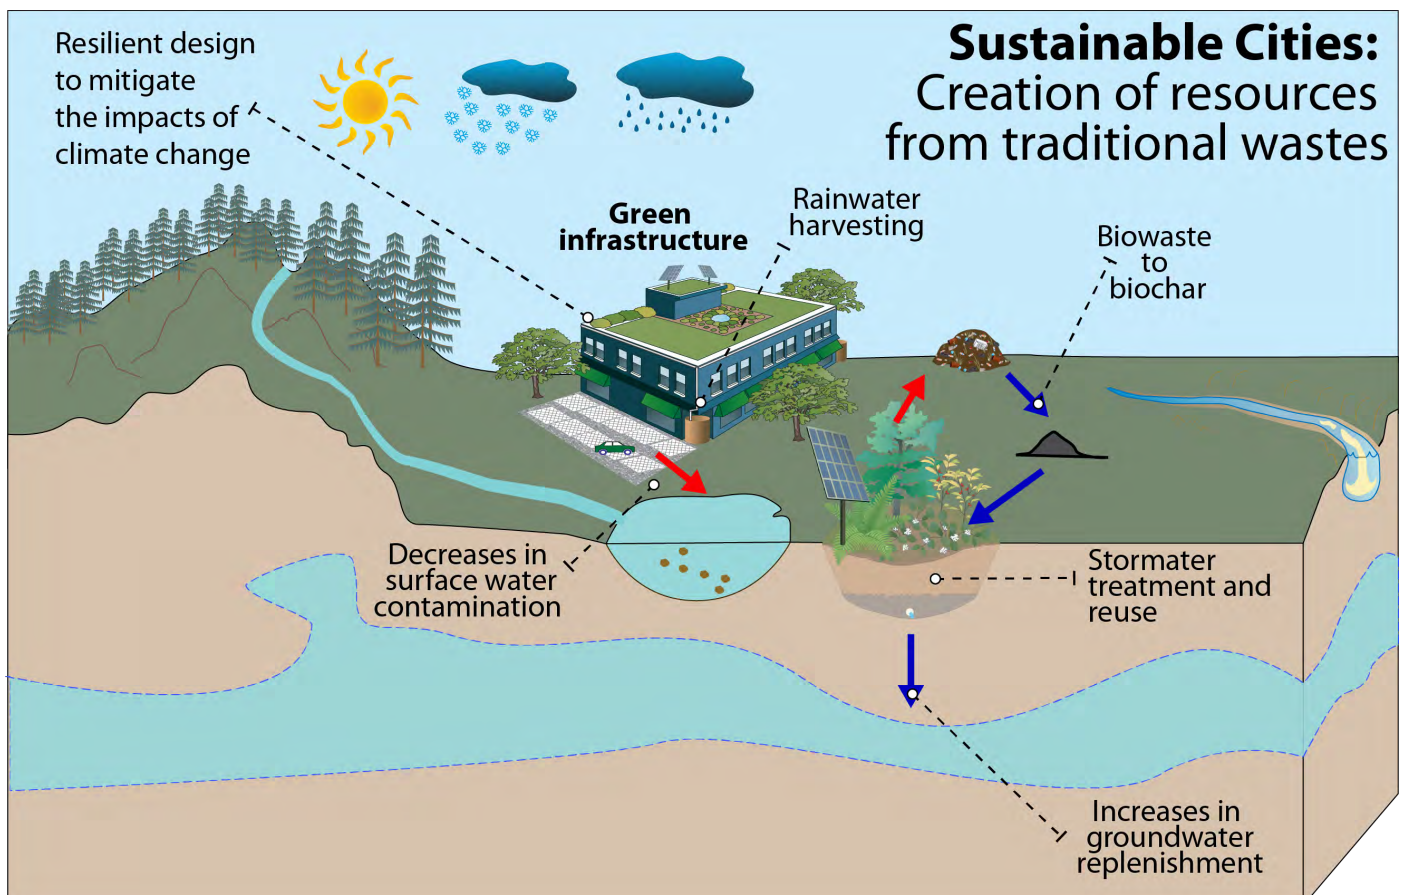 Resilient design
to mitigate
the impacts of
climate change
Sustainable Cities:
Creation of resources
from traditional wastes
Green
infrastructure
Rainwater
harvesting
Biowaste
to
biochar
Decreases in
surface water
contamination
Stormater
treatment and
reuse
Increases in
groundwater
replenishment